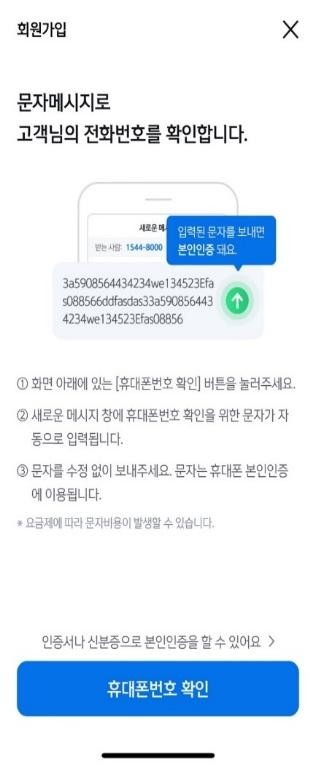 회원가입
문자메시지로
고객님의 전화번호를 확인합니다.
새로운 메
받는 사람: 1544-8000
입력된 문자를 보내면
본인인증 돼요.
3a5908564434234we134523Efa
s088566ddfasdas33a590856443
4234we134523Efas08856
① 화면 아래에 있는 [휴대폰번호 확인] 버튼을 눌러주세요.
② 새로운 메시지 창에 휴대폰번호 확인을 위한 문자가 자
동으로 입력됩니다.
③ 문자를 수정 없이 보내주세요. 문자는 휴대폰 본인인증
에 이용됩니다.
* 요금제에 따라 문자비용이 발생할 수 있습니다.
인증서나 신분증으로 본인인증을 할 수 있어요 >
휴대폰번호 확인